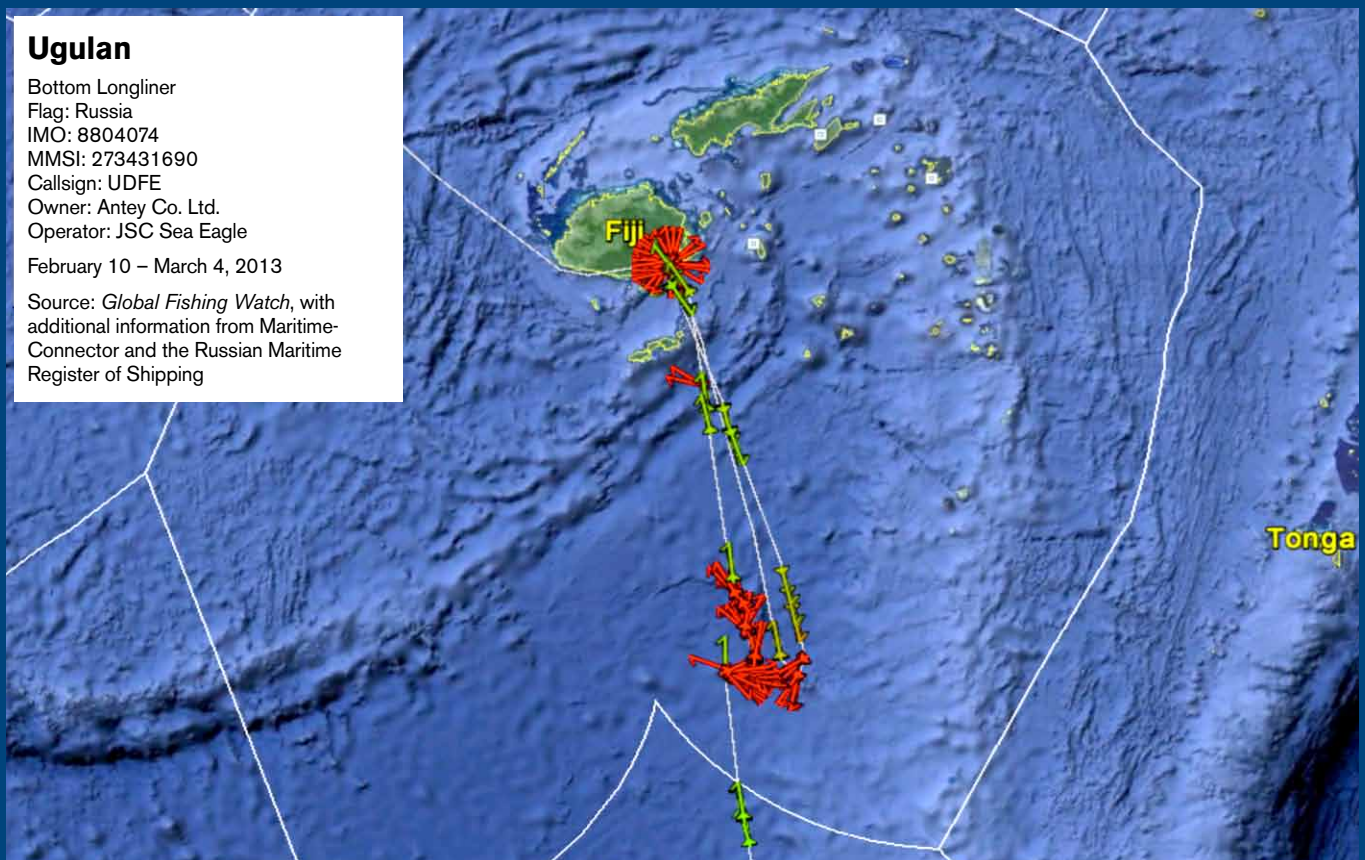 Ugulan
Bottom Longliner
Flag: Russia
IMO: 8804074
MMSI: 273431690
Callsign: UDFE
Owner: Antey Co. Ltd.
Operator: JSC Sea Eagle
February 10 – March 4, 2013
Source: Global Fishing Watch, with
additional information from Maritime-
Connector and the Russian Maritime
Register of Shipping
Fiji
Tonga